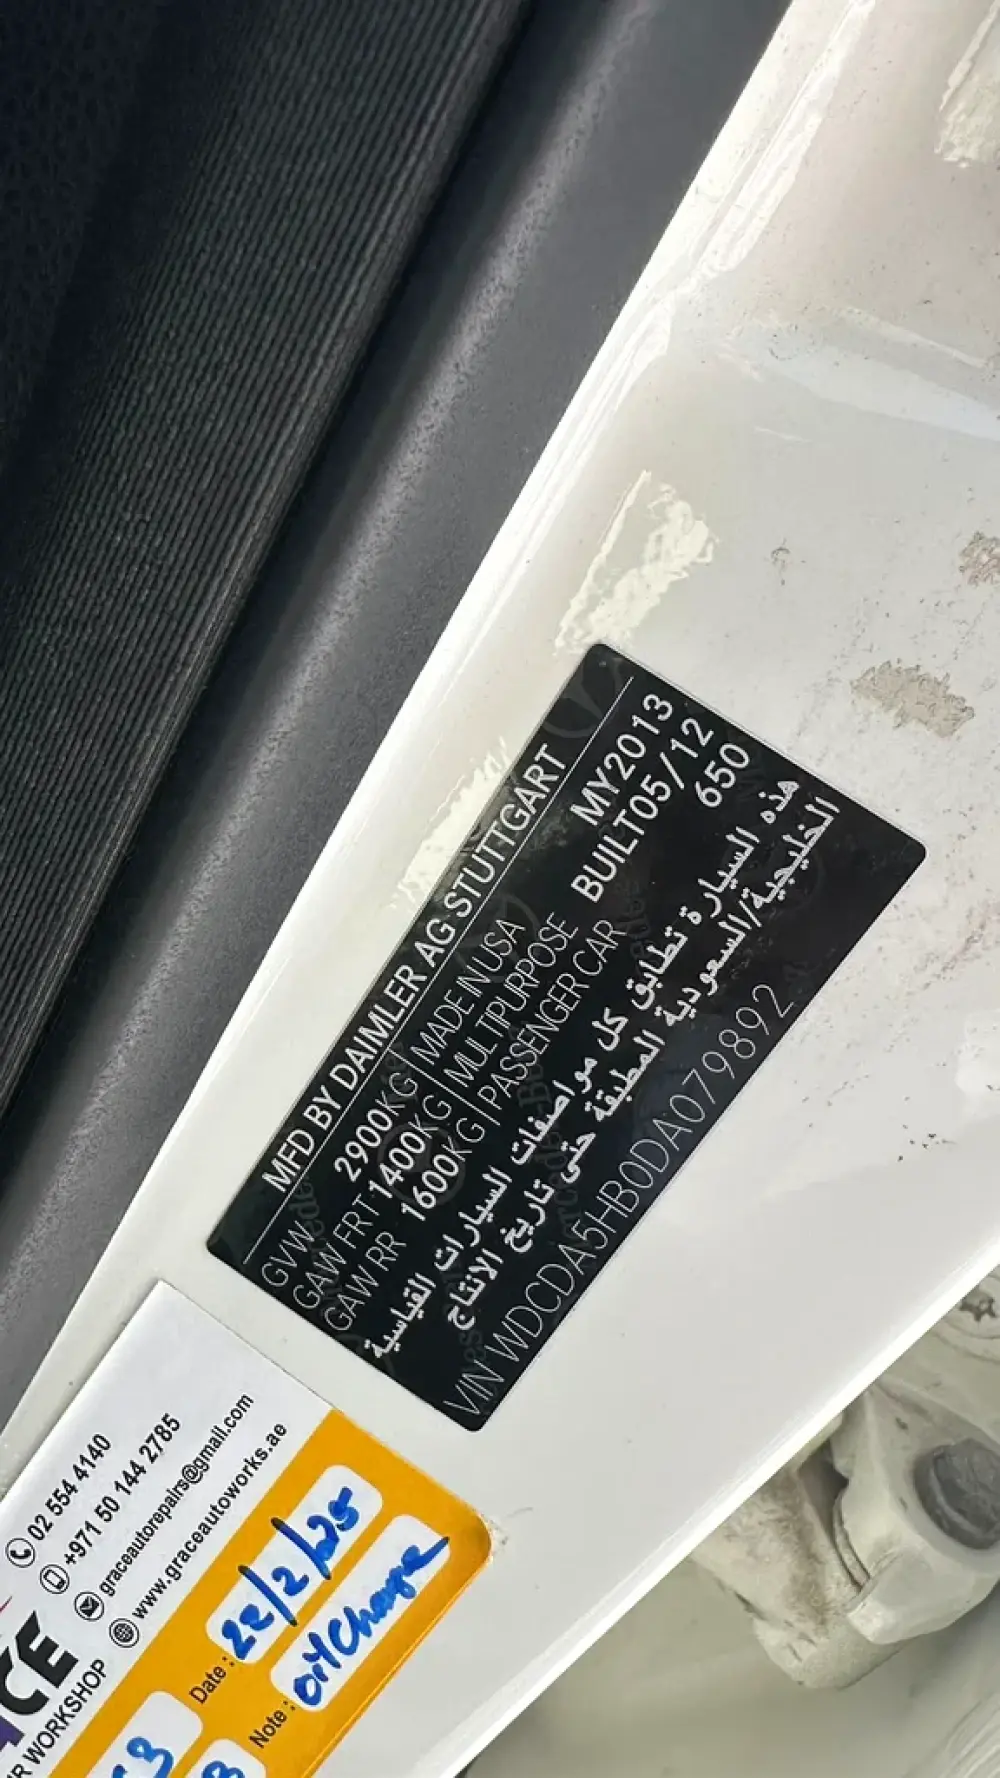 MFD BY DAIMLER AG·STUTTGART
GVW 2900KG MADE IN USA MY2013
GAW FRT 1400KG MULTIPURPOSE BUILT05/12
GAW RR 1600KG PASSENGER CAR 650
هذه السيارة تطابق كل مواصفات السيارات القياسية
الخليجية/السعودية المطبقة حتى تاريخ الانتاج
VIN WDCDA5HB0DA079892
02 554 4140
+971 50 144 2785
graceautorepairs@gmail.com
www.graceautoworks.ae
CE
WORKSHOP
Date: 22/2/25
Note: Oil Change